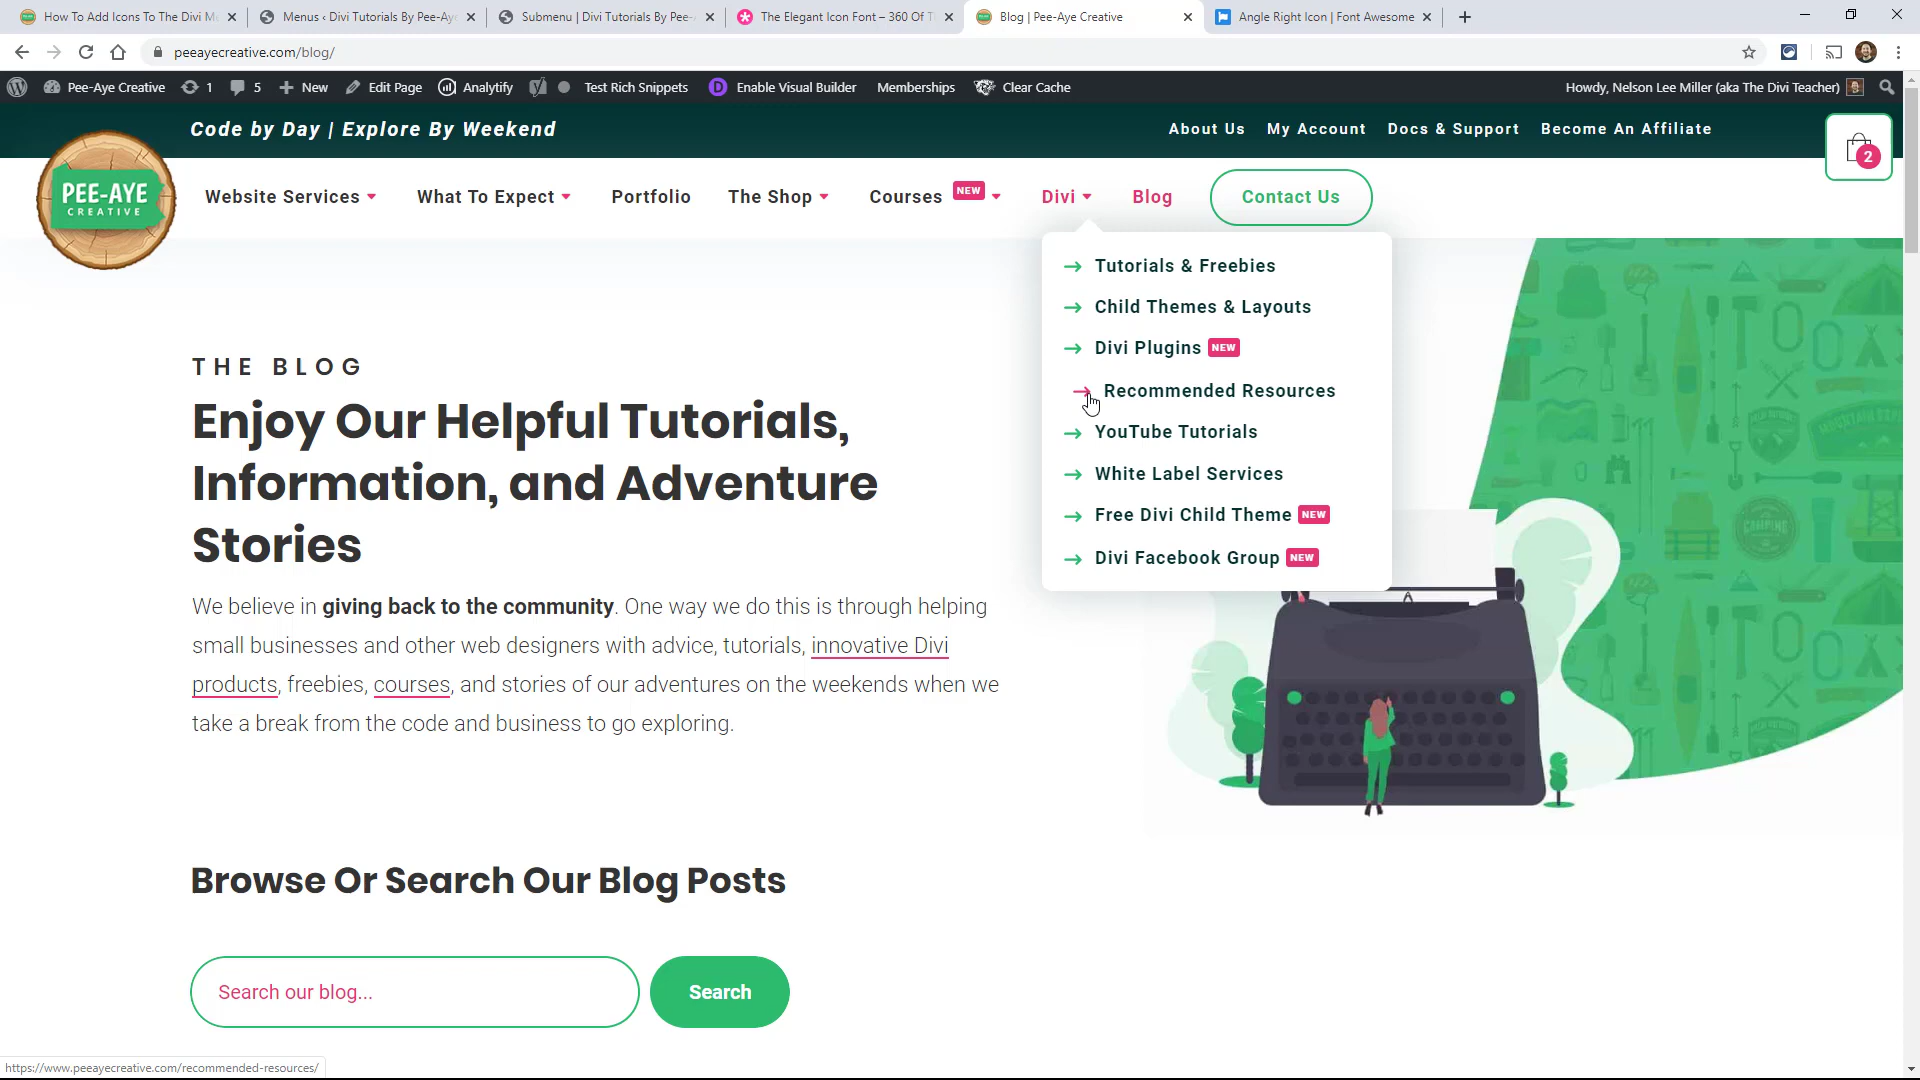 How To Add Icons To The Divi M
Menus ‹ Divi Tutorials By Pee-Aye
Submenu | Divi Tutorials By Pee-
The Elegant Icon Font – 360 Of T
Blog | Pee-Aye Creative
Angle Right Icon | Font Awesome
peeayecreative.com/blog/
Pee-Aye Creative 1 5 New Edit Page Analytify Test Rich Snippets Enable Visual Builder Memberships Clear Cache Howdy, Nelson Lee Miller (aka The Divi Teacher)
Code by Day | Explore By Weekend
About Us My Account Docs & Support Become An Affiliate
2
PEE-AYE
CREATIVE
Website Services What To Expect Portfolio The Shop Courses NEW Divi Blog Contact Us
Tutorials & Freebies
Child Themes & Layouts
Divi Plugins NEW
Recommended Resources
YouTube Tutorials
White Label Services
Free Divi Child Theme NEW
Divi Facebook Group NEW
THE BLOG
Enjoy Our Helpful Tutorials,
Information, and Adventure
Stories
We believe in giving back to the community. One way we do this is through helping
small businesses and other web designers with advice, tutorials, innovative Divi
products, freebies, courses, and stories of our adventures on the weekends when we
take a break from the code and business to go exploring.
Browse Or Search Our Blog Posts
Search our blog...
Search
https://www.peeayecreative.com/recommended-resources/